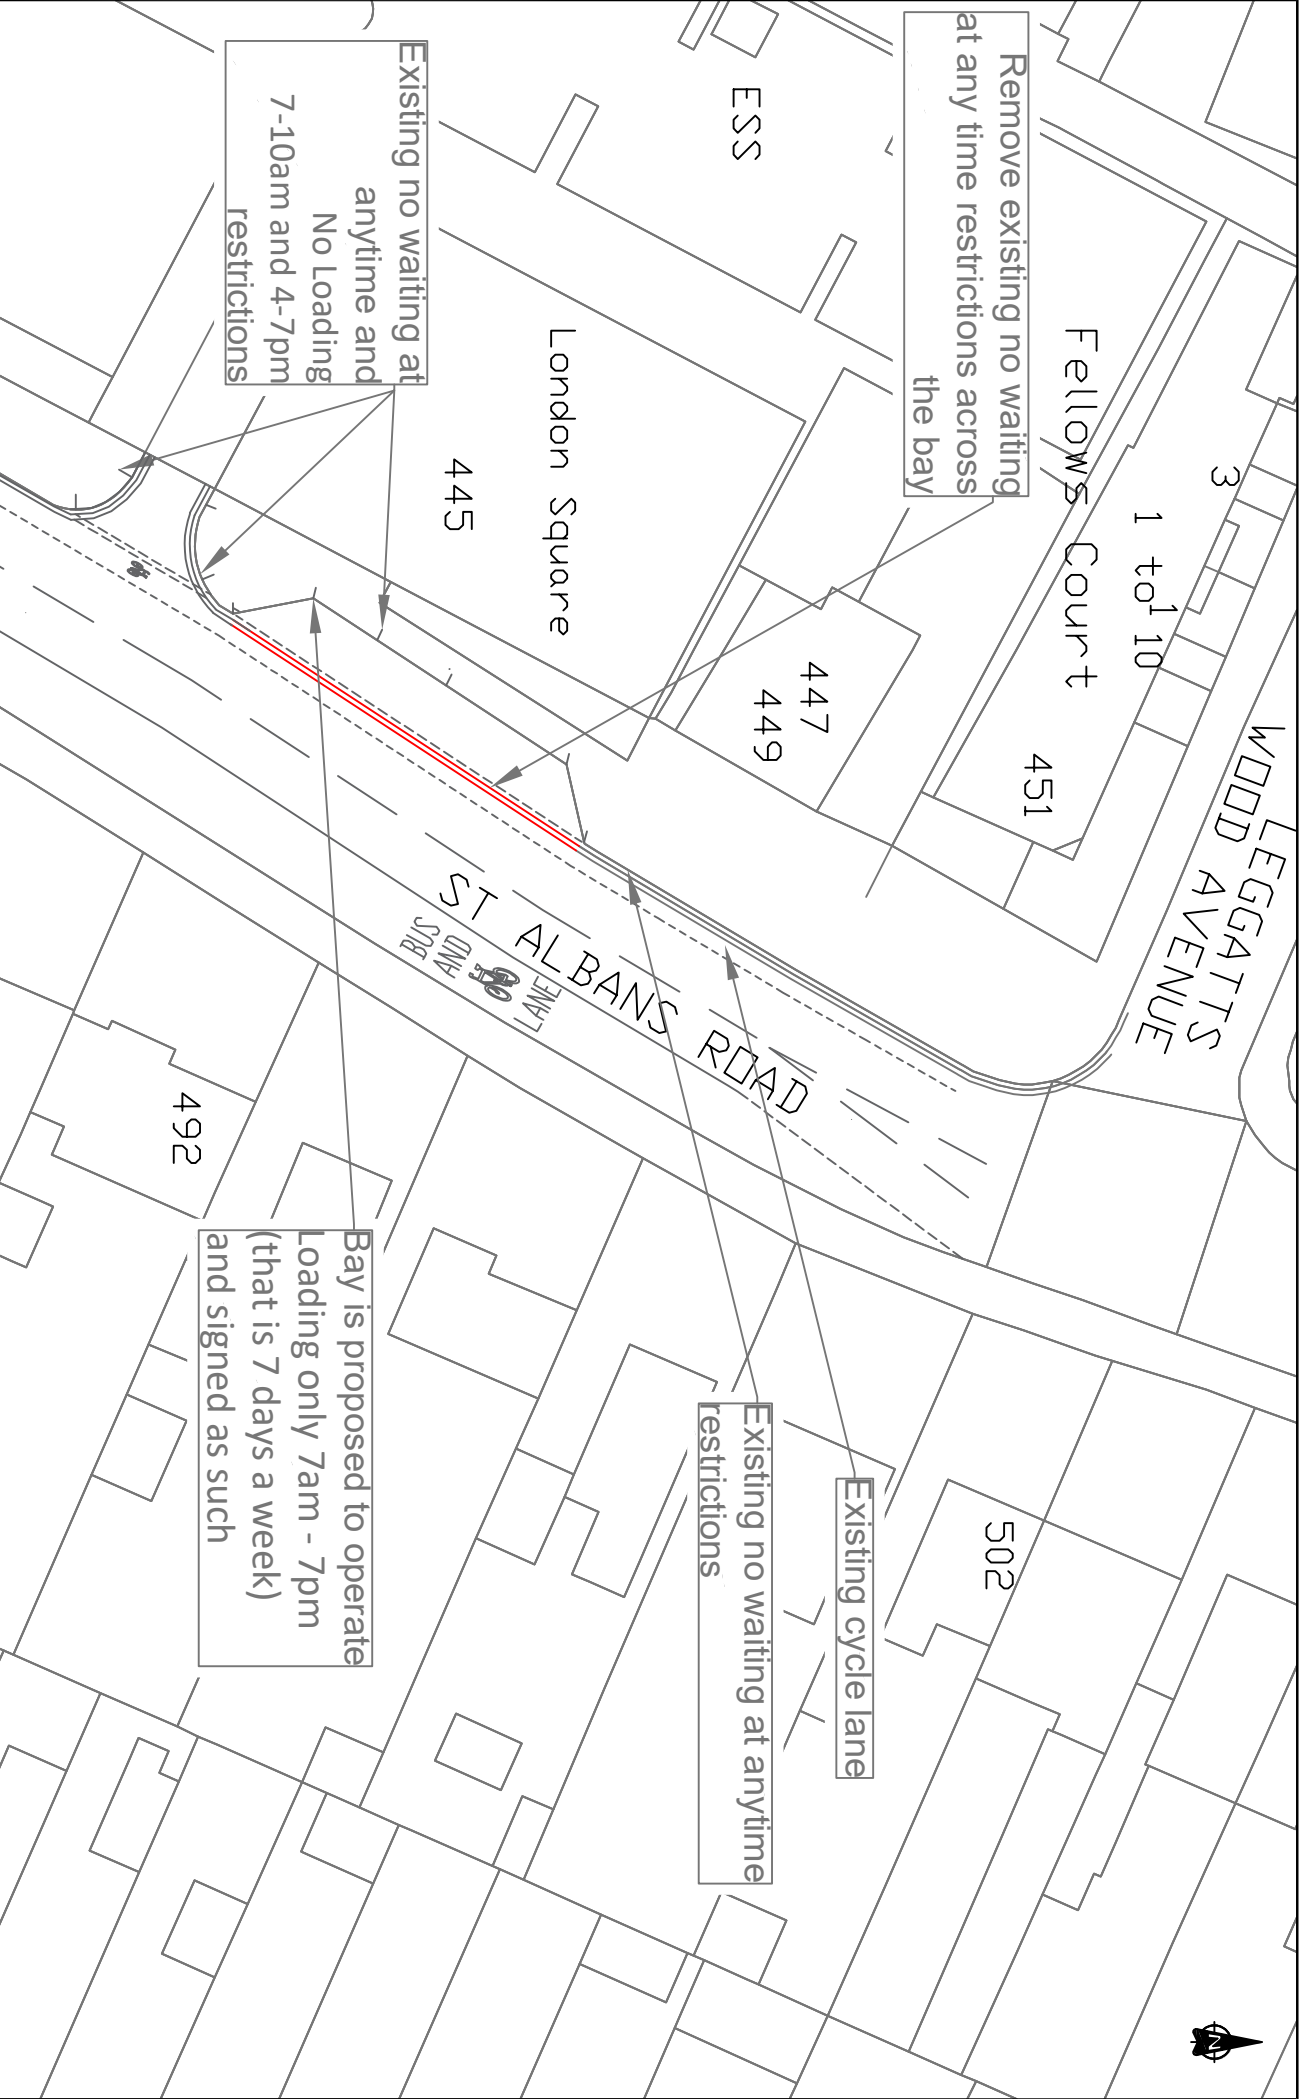 Remove existing no waiting
at any time restrictions across
the bay
ESS
Existing no waiting at
anytime and
No Loading
7-10am and 4-7pm
restrictions
Fellows Court
3
1 to 10
1
London Square
445
447
449
451
LEGGATTS
WOOD AVENUE
ST ALBANS ROAD
BUS
AND
LANE
492
502
Existing cycle lane
Existing no waiting at anytime
restrictions
Bay is proposed to operate
Loading only 7am - 7pm
(that is 7 days a week)
and signed as such
N